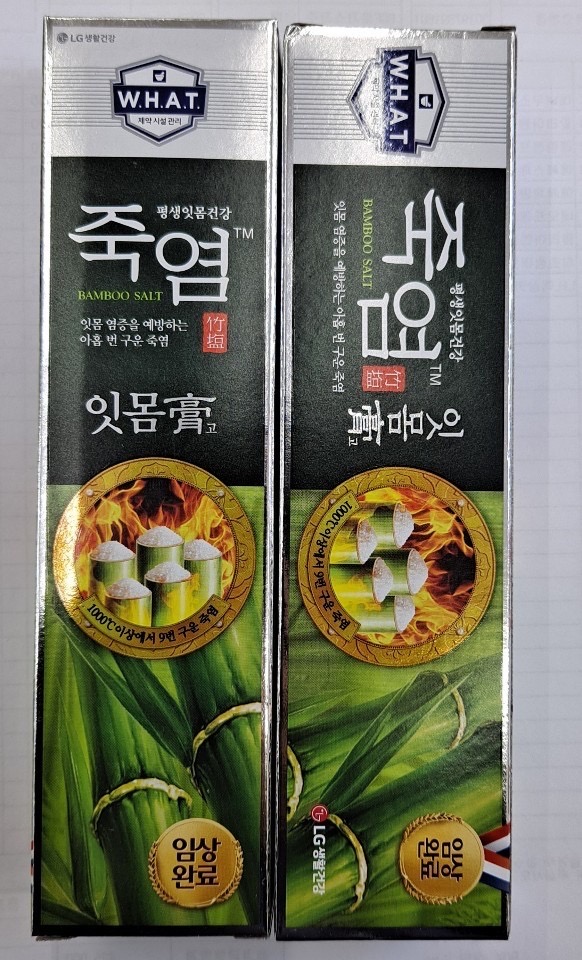 LG 생활건강
W.H.A.T.
제약 시설 관리
평생잇몸건강
죽염™
BAMBOO SALT
잇몸 염증을 예방하는
아홉 번 구운 죽염
竹塩
잇몸膏고
1000℃이상에서 9번 구운 죽염
임상
완료
W.H.A.T.
평생잇몸건강
죽염™
BAMBOO SALT
잇몸 염증을 예방하는 아홉 번 구운 죽염
竹塩
잇몸膏고
1000℃이상에서 9번 구운 죽염
LG 생활건강
임상
완료